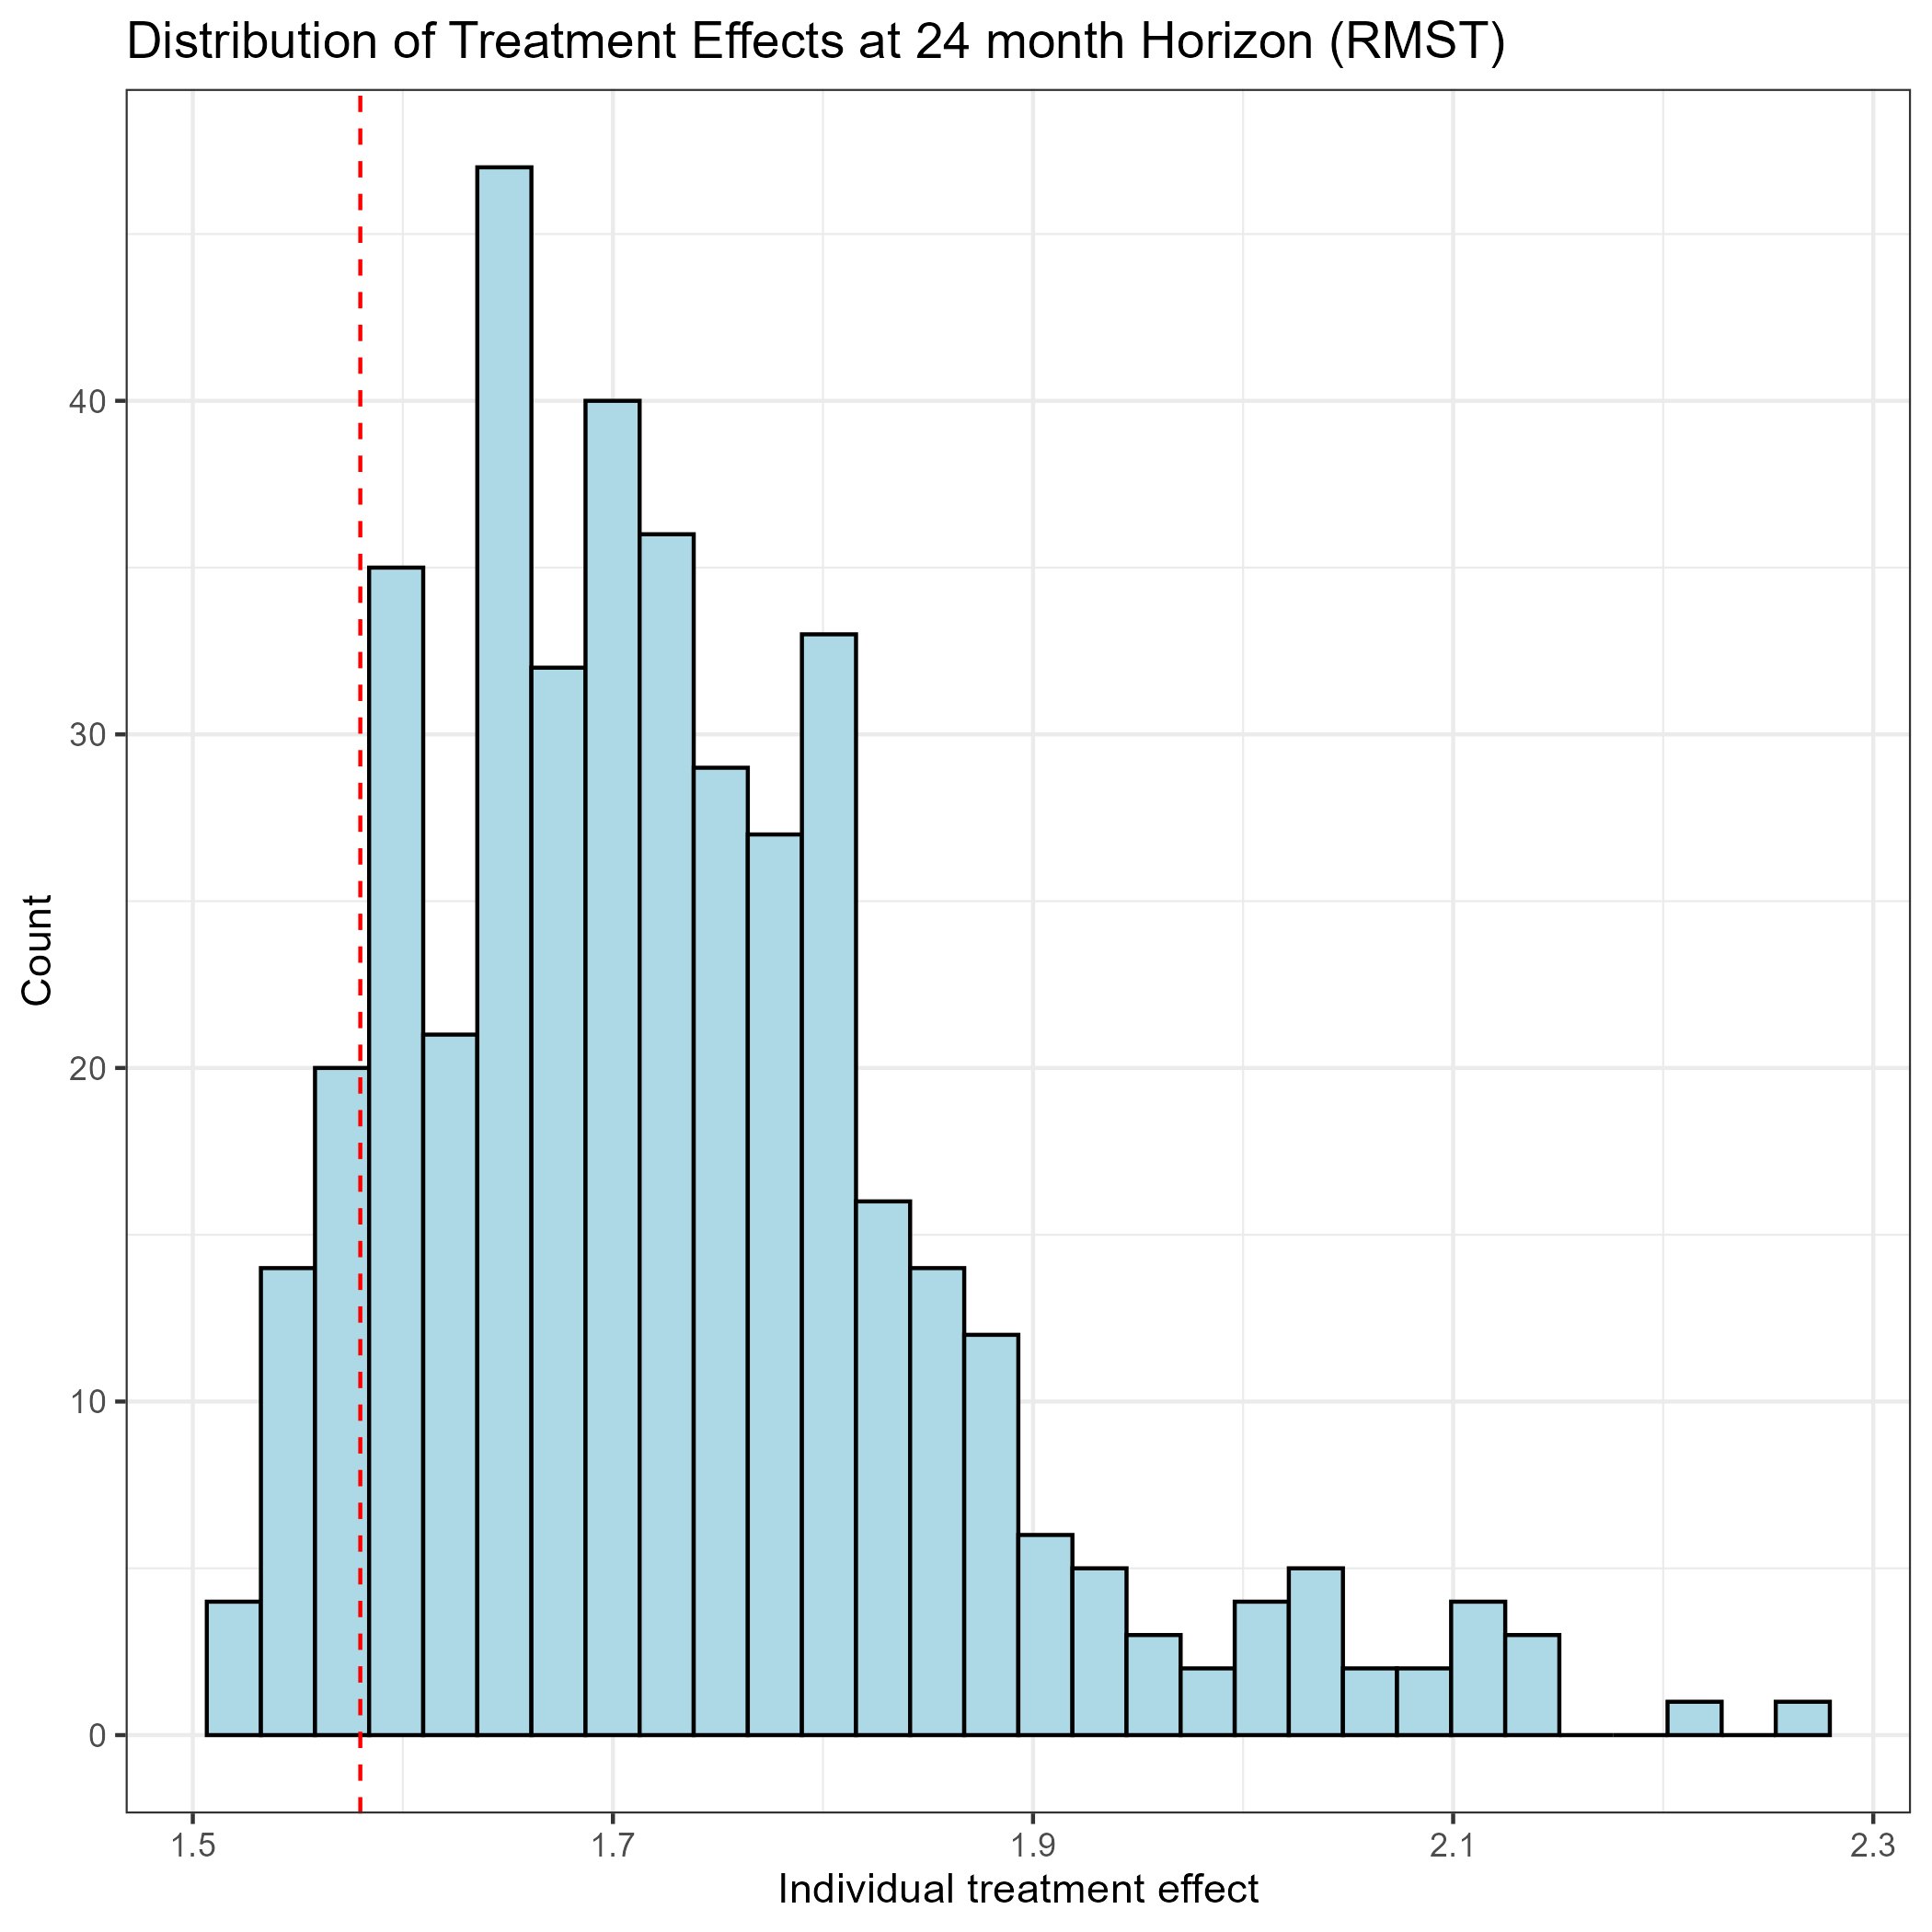 Distribution of Treatment Effects at 24 month Horizon (RMST)
Count
40
30
20
10
0
1.5 1.7 1.9 2.1 2.3
Individual treatment effect